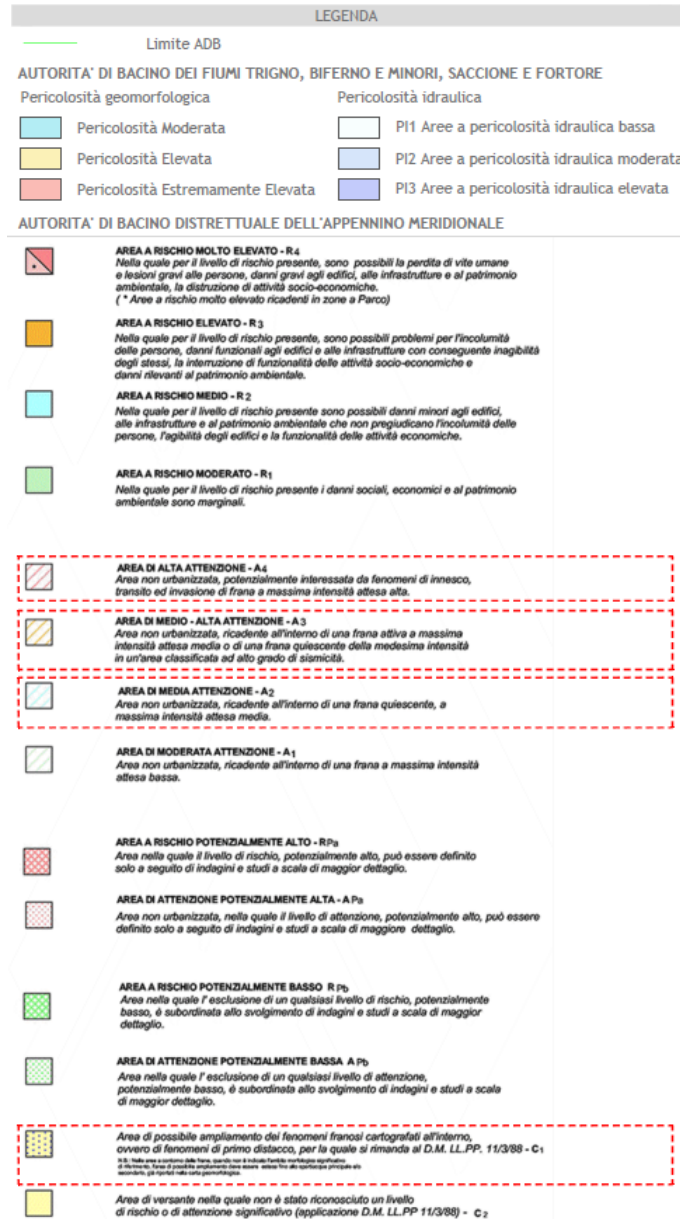 LEGENDA
Limite ADB
AUTORITA' DI BACINO DEI FIUMI TRIGNO, BIFERNO E MINORI, SACCIONE E FORTORE
Pericolosità geomorfologica
Pericolosità idraulica
Pericolosità Moderata
PI1 Aree a pericolosità idraulica bassa
Pericolosità Elevata
PI2 Aree a pericolosità idraulica moderata
Pericolosità Estremamente Elevata
PI3 Aree a pericolosità idraulica elevata
AUTORITA' DI BACINO DISTRETTUALE DELL'APPENNINO MERIDIONALE
AREA A RISCHIO MOLTO ELEVATO - R4
Nella quale per il livello di rischio presente, sono possibili la perdita di vite umane
e lesioni gravi alle persone, danni gravi agli edifici, alle infrastrutture e al patrimonio
ambientale, la distruzione di attività socio-economiche.
( * Aree a rischio molto elevato ricadenti in zone a Parco)
AREA A RISCHIO ELEVATO - R3
Nella quale per il livello di rischio presente, sono possibili problemi per l'incolumità
delle persone, danni funzionali agli edifici e alle infrastrutture con conseguente inagibilità
degli stessi, la interruzione di funzionalità delle attività socio-economiche e
danni rilevanti al patrimonio ambientale.
AREA A RISCHIO MEDIO - R2
Nella quale per il livello di rischio presente sono possibili danni minori agli edifici,
alle infrastrutture e al patrimonio ambientale che non pregiudicano l'incolumità delle
persone, l'agibilità degli edifici e la funzionalità delle attività economiche.
AREA A RISCHIO MODERATO - R1
Nella quale per il livello di rischio presente i danni sociali, economici e al patrimonio
ambientale sono marginali.
AREA DI ALTA ATTENZIONE - A4
Area non urbanizzata, potenzialmente interessata da fenomeni di innesco,
transito ed invasione di frana a massima intensità attesa alta.
AREA DI MEDIO - ALTA ATTENZIONE - A3
Area non urbanizzata, ricadente all'interno di una frana attiva a massima
intensità attesa media o di una frana quiescente della medesima intensità
in un'area classificata ad alto grado di sismicità.
AREA DI MEDIA ATTENZIONE - A2
Area non urbanizzata, ricadente all'interno di una frana quiescente, a
massima intensità attesa media.
AREA DI MODERATA ATTENZIONE - A1
Area non urbanizzata, ricadente all'interno di una frana a massima intensità
attesa bassa.
AREA A RISCHIO POTENZIALMENTE ALTO - RPa
Area nella quale il livello di rischio, potenzialmente alto, può essere definito
solo a seguito di indagini e studi a scala di maggior dettaglio.
AREA DI ATTENZIONE POTENZIALMENTE ALTA - APa
Area non urbanizzata, nella quale il livello di attenzione, potenzialmente alto, può essere
definito solo a seguito di indagini e studi a scala di maggiore dettaglio.
AREA A RISCHIO POTENZIALMENTE BASSO RPb
Area nella quale l' esclusione di un qualsiasi livello di rischio, potenzialmente
basso, è subordinata allo svolgimento di indagini e studi a scala di maggior
dettaglio.
AREA DI ATTENZIONE POTENZIALMENTE BASSA APb
Area nella quale l' esclusione di un qualsiasi livello di attenzione,
potenzialmente basso, è subordinata allo svolgimento di indagini e studi a scala
di maggior dettaglio.
Area di possibile ampliamento dei fenomeni franosi cartografati all'interno,
ovvero di fenomeni di primo distacco, per la quale si rimanda al D.M. LL.PP. 11/3/88 - C1
Area di versante nella quale non è stato riconosciuto un livello
di rischio o di attenzione significativo (applicazione D.M. LL.PP 11/3/88) - C2